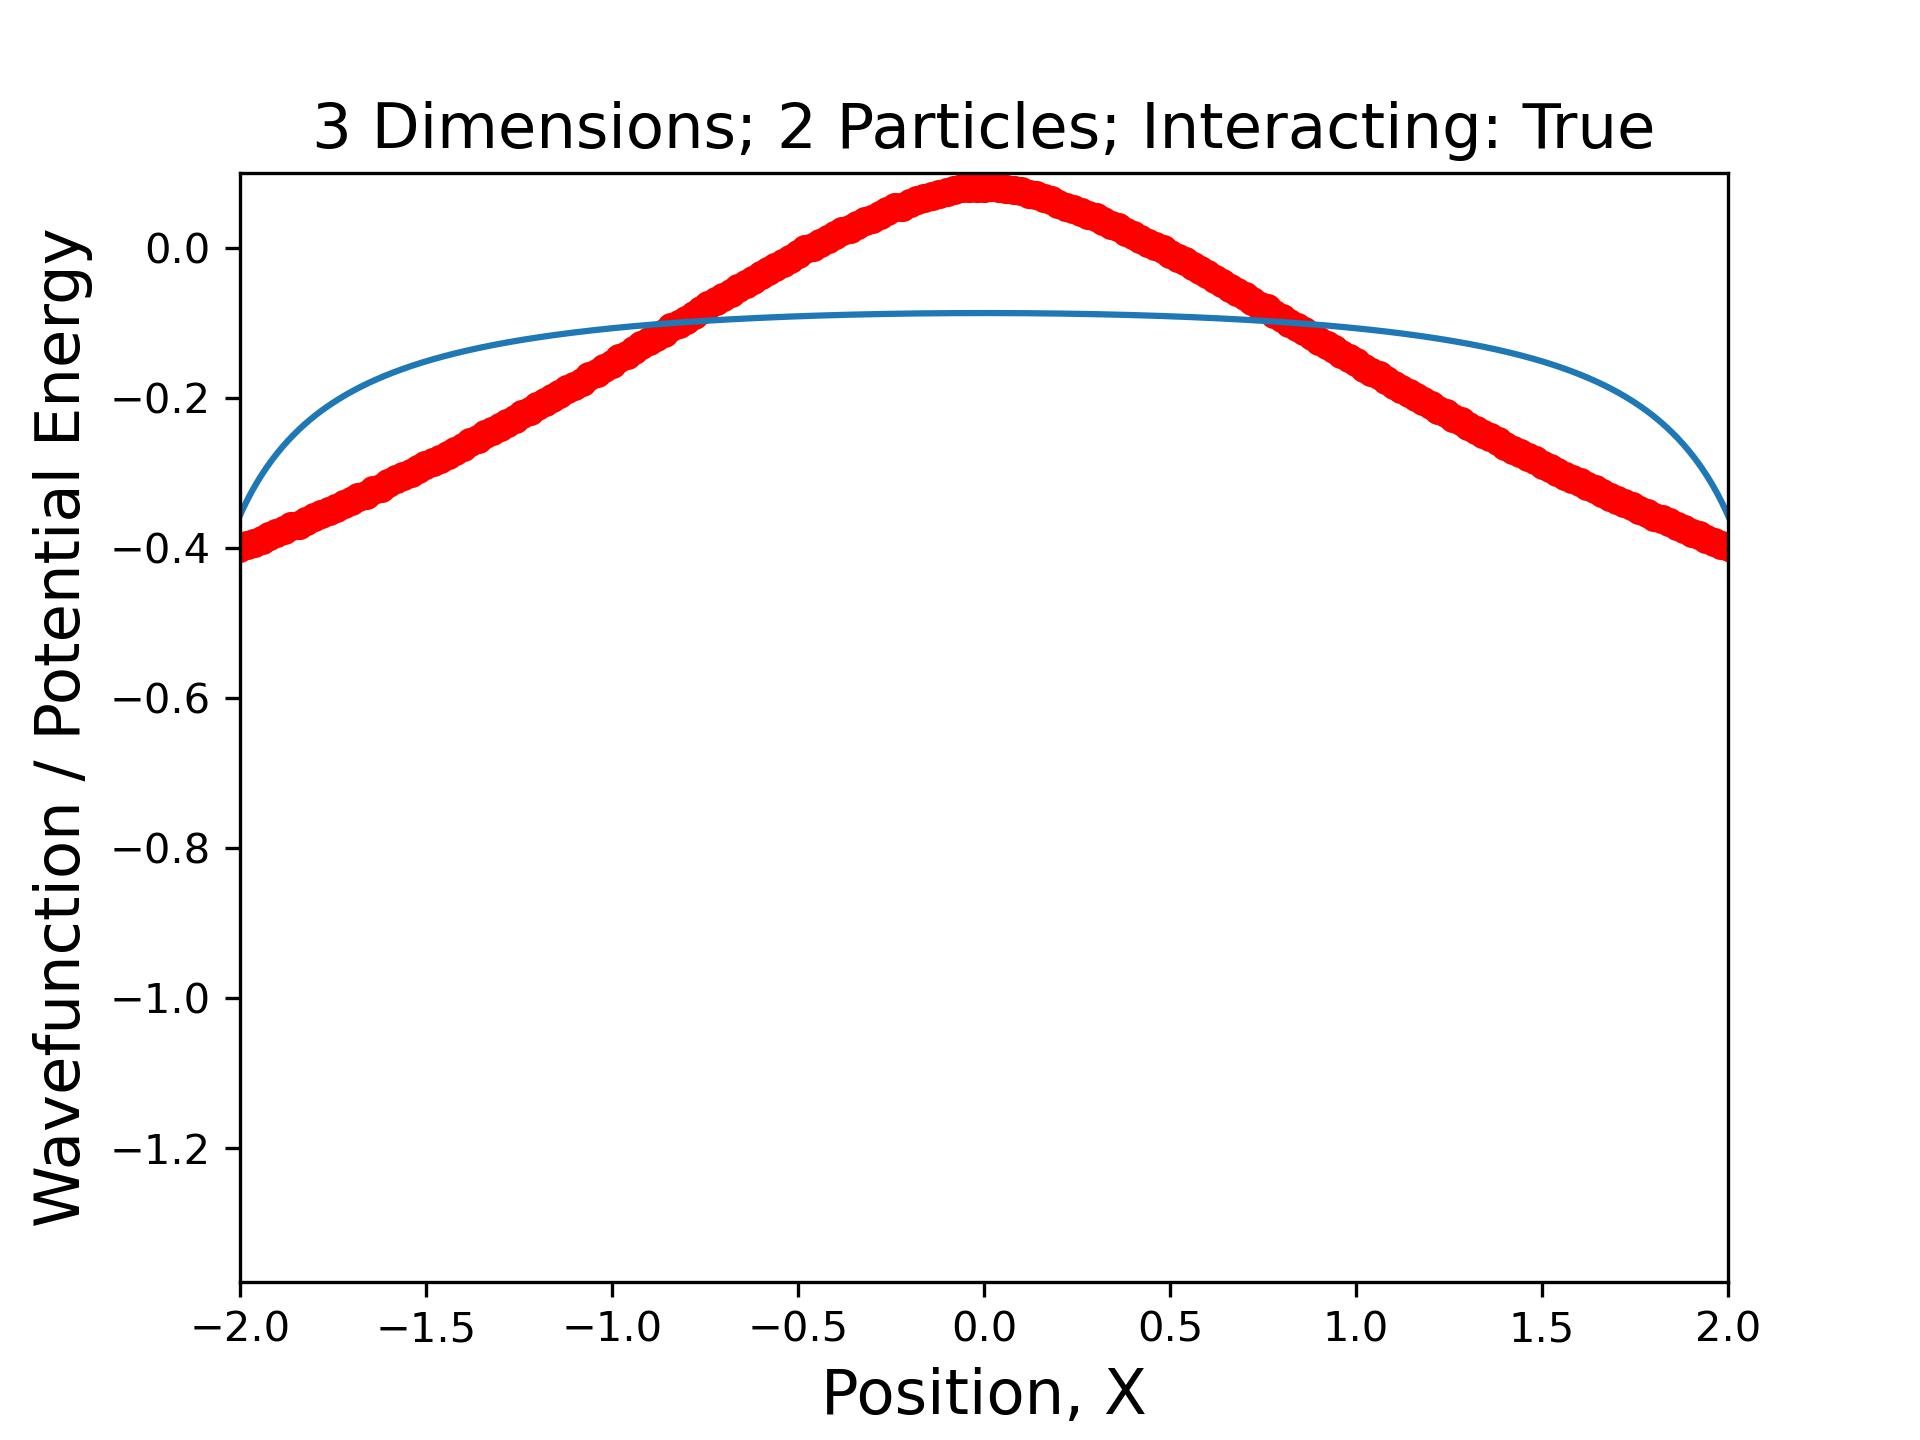 3 Dimensions; 2 Particles; Interacting: True
Wavefunction / Potential Energy
0.0
−0.2
−0.4
−0.6
−0.8
−1.0
−1.2
−2.0 −1.5 −1.0 −0.5 0.0 0.5 1.0 1.5 2.0
Position, X